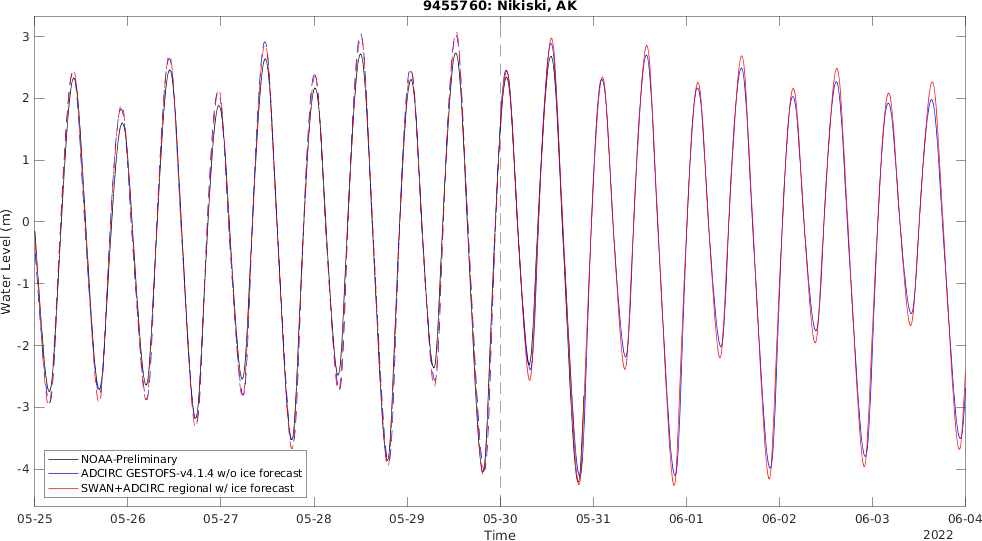 9455760: Nikiski, AK
3
2
1
0
-1
-2
-3
-4
Water Level (m)
NOAA-Preliminary
ADCIRC GESTOFS-v4.1.4 w/o ice forecast
SWAN+ADCIRC regional w/ ice forecast
05-25 05-26 05-27 05-28 05-29 05-30 05-31 06-01 06-02 06-03 06-04
Time
2022